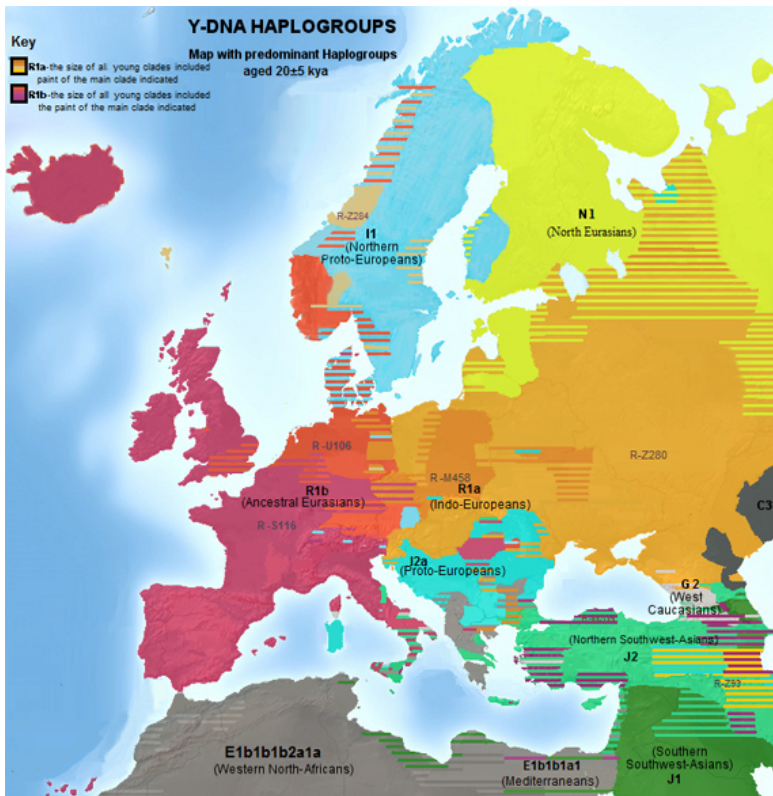 Y-DNA HAPLOGROUPS
Map with predominant Haplogroups
aged 20±5 kya
Key
R1a-the size of all young clades included
paint of the main clade indicated
R1b-the size of all young clades included
the paint of the main clade indicated
R-Z284
I1
(Northern
Proto-Europeans)
N1
(North Eurasians)
R-U106
R-Z280
R-M458
R1b
(Ancestral Eurasians)
R1a
(Indo-Europeans)
R-S116
C3
I2a
(Proto-Europeans)
G2
(West
Caucasians)
(Northern Southwest-Asians)
J2
R-Z93
E1b1b1b2a1a
(Western North-Africans)
E1b1b1a1
(Mediterraneans)
(Southern
Southwest-Asians)
J1